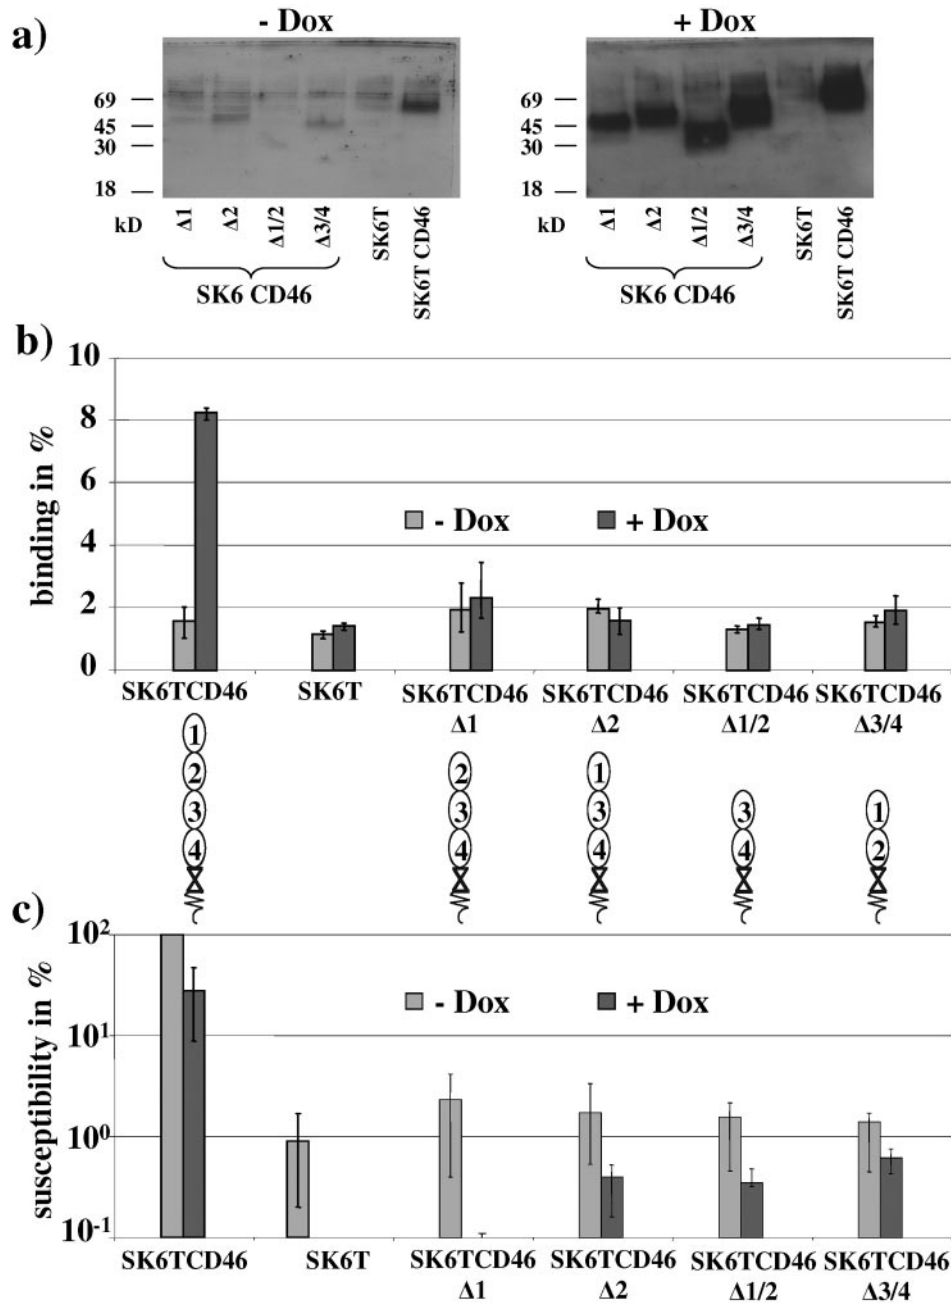 a)
- Dox
+ Dox
69
45
30
18
kD
Δ1
Δ2
Δ1/2
Δ3/4
SK6T
SK6T CD46
SK6 CD46
69
45
30
18
kD
Δ1
Δ2
Δ1/2
Δ3/4
SK6T
SK6T CD46
SK6 CD46
b)
binding in %
10
8
6
4
2
0
- Dox
+ Dox
SK6TCD46
SK6T
SK6TCD46
Δ1
SK6TCD46
Δ2
SK6TCD46
Δ1/2
SK6TCD46
Δ3/4
1
2
3
4
2
3
4
1
3
4
3
4
1
2
c)
susceptibility in %
10²
10¹
10⁰
10⁻¹
- Dox
+ Dox
SK6TCD46
SK6T
SK6TCD46
Δ1
SK6TCD46
Δ2
SK6TCD46
Δ1/2
SK6TCD46
Δ3/4